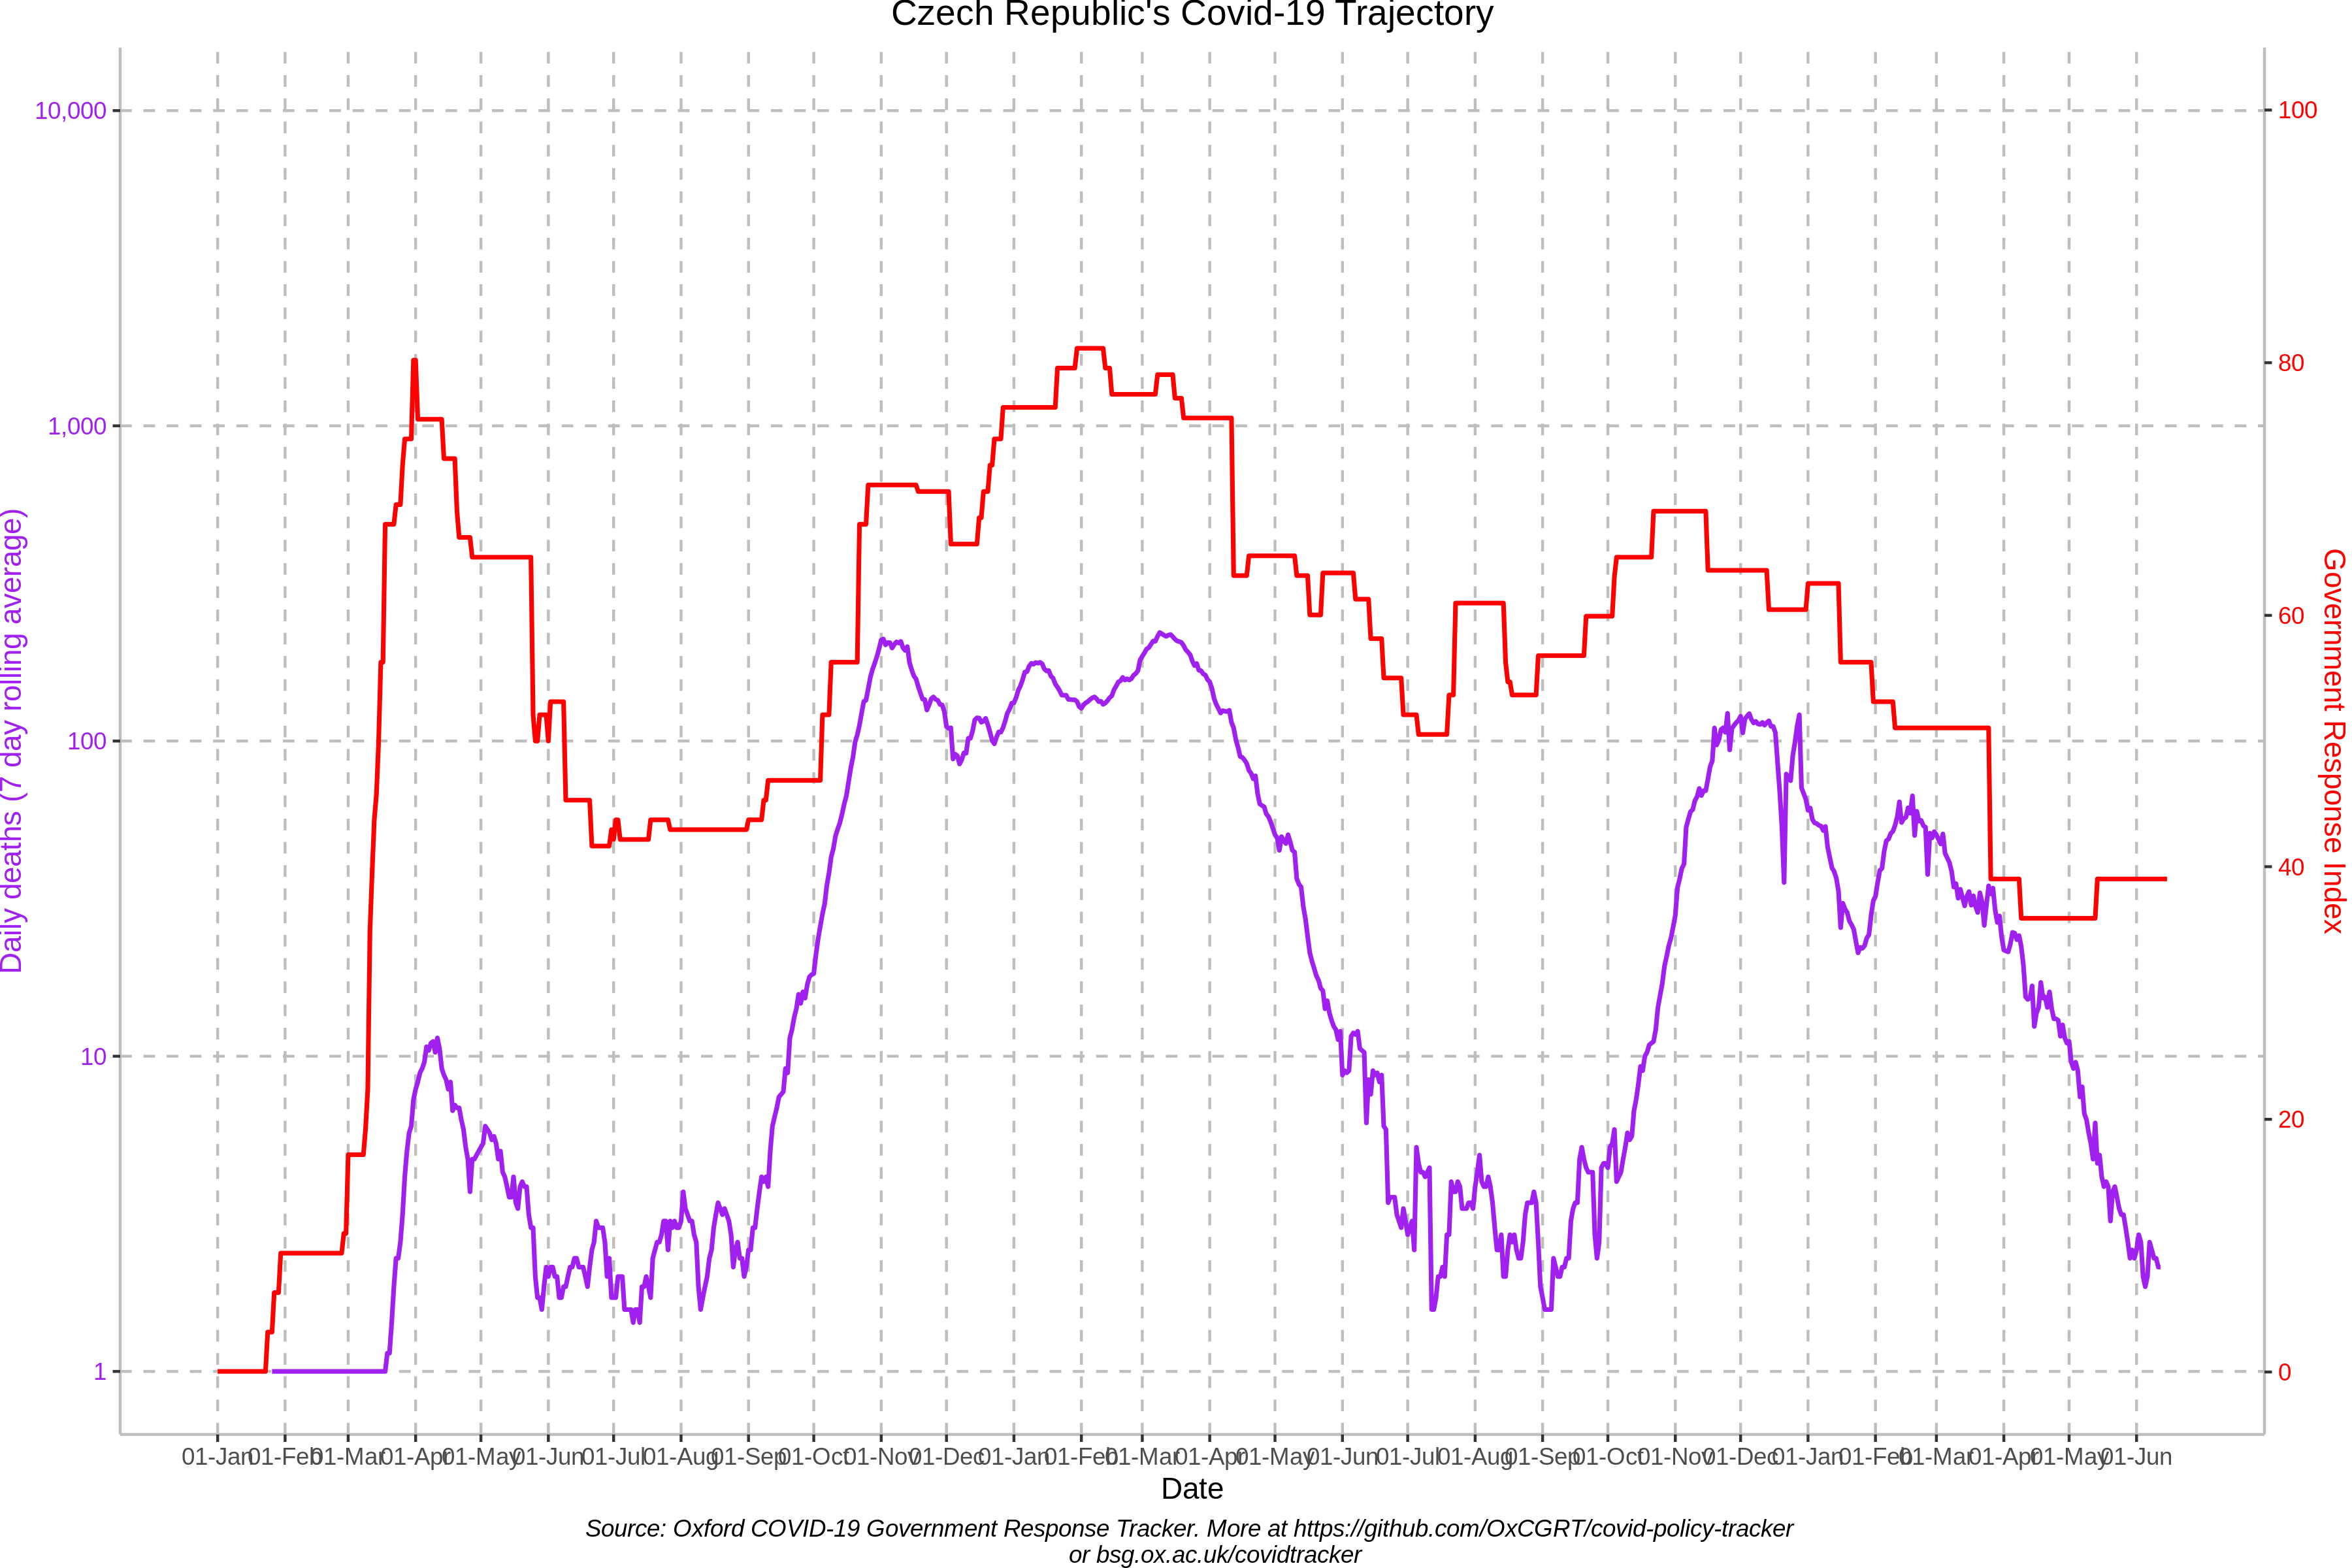 Czech Republic's Covid-19 Trajectory
10,000
1,000
100
10
1
Daily deaths (7 day rolling average)
100
80
60
40
20
0
Government Response Index
01-Jan 01-Feb 01-Mar 01-Apr 01-May 01-Jun 01-Jul 01-Aug 01-Sep 01-Oct 01-Nov 01-Dec 01-Jan 01-Feb 01-Mar 01-Apr 01-May 01-Jun 01-Jul 01-Aug 01-Sep 01-Oct 01-Nov 01-Dec 01-Jan 01-Feb 01-Mar 01-Apr 01-May 01-Jun
Date
Source: Oxford COVID-19 Government Response Tracker. More at https://github.com/OxCGRT/covid-policy-tracker
or bsg.ox.ac.uk/covidtracker